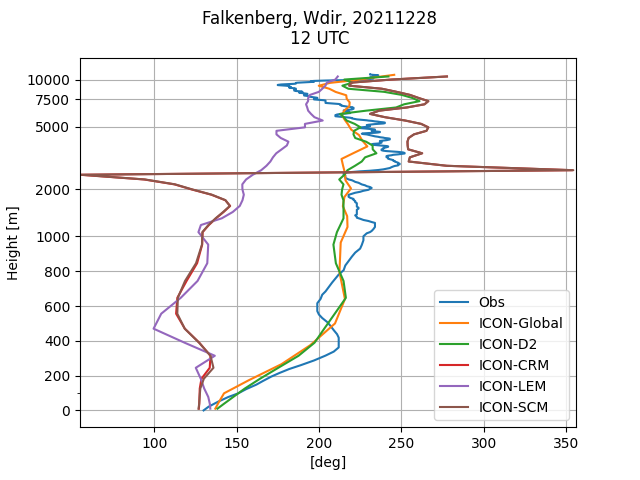 Falkenberg, Wdir, 20211228
12 UTC
10000
7500
5000
2000
1000
800
600
400
200
0
Height [m]
Obs
ICON-Global
ICON-D2
ICON-CRM
ICON-LEM
ICON-SCM
100 150 200 250 300 350
[deg]